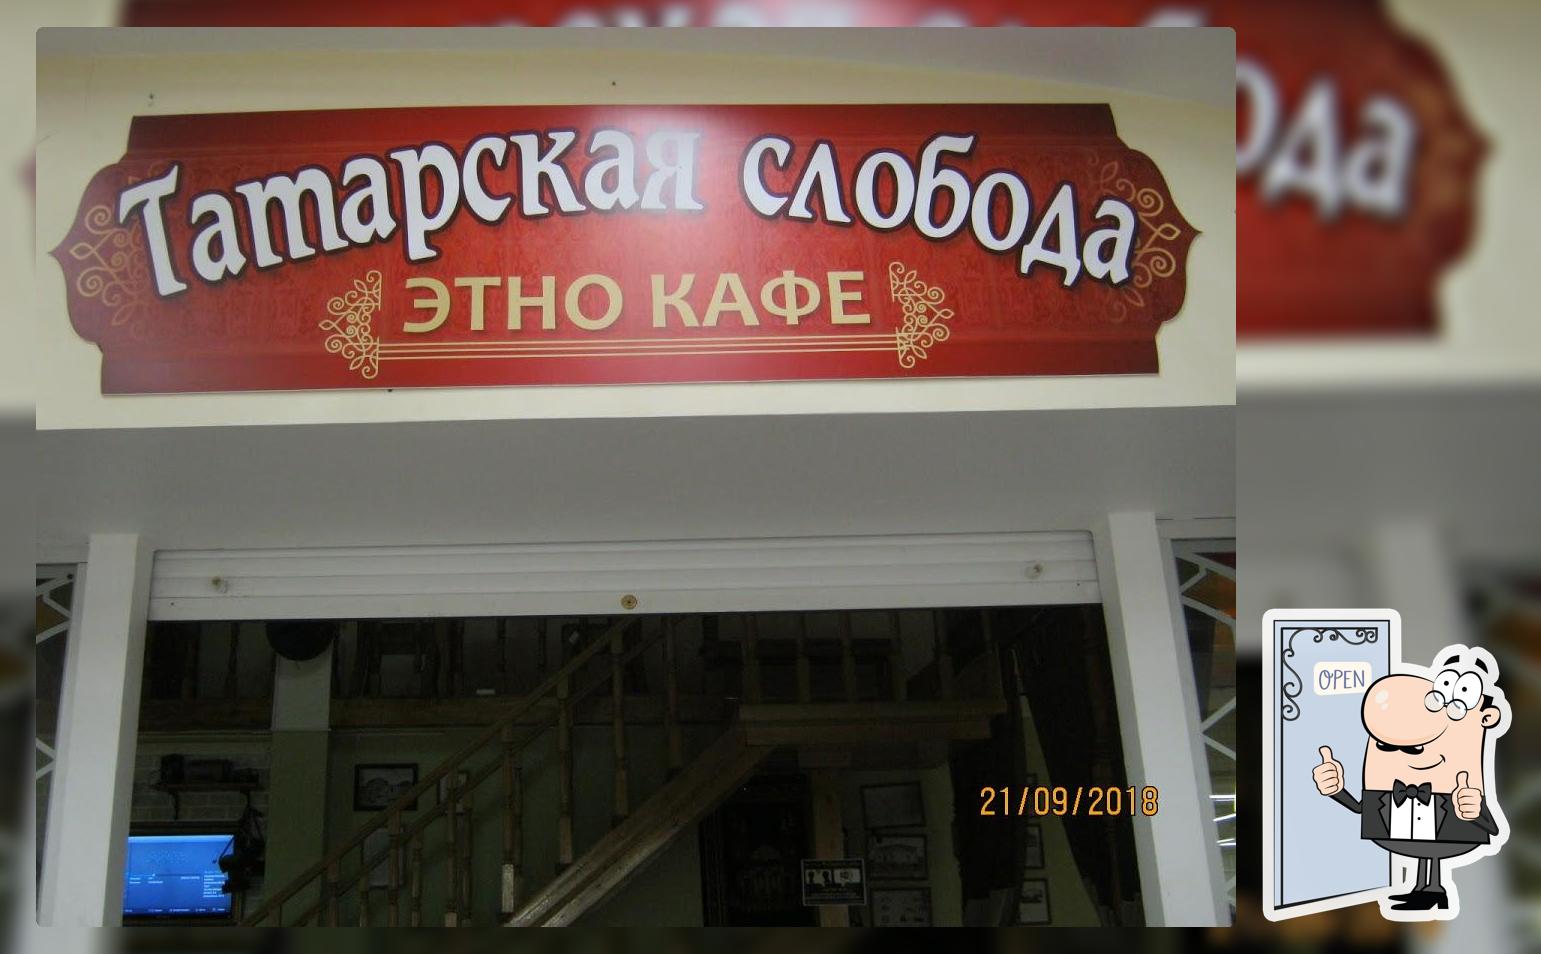 Татарская слобода
ЭТНО КАФЕ
21/09/2018
OPEN